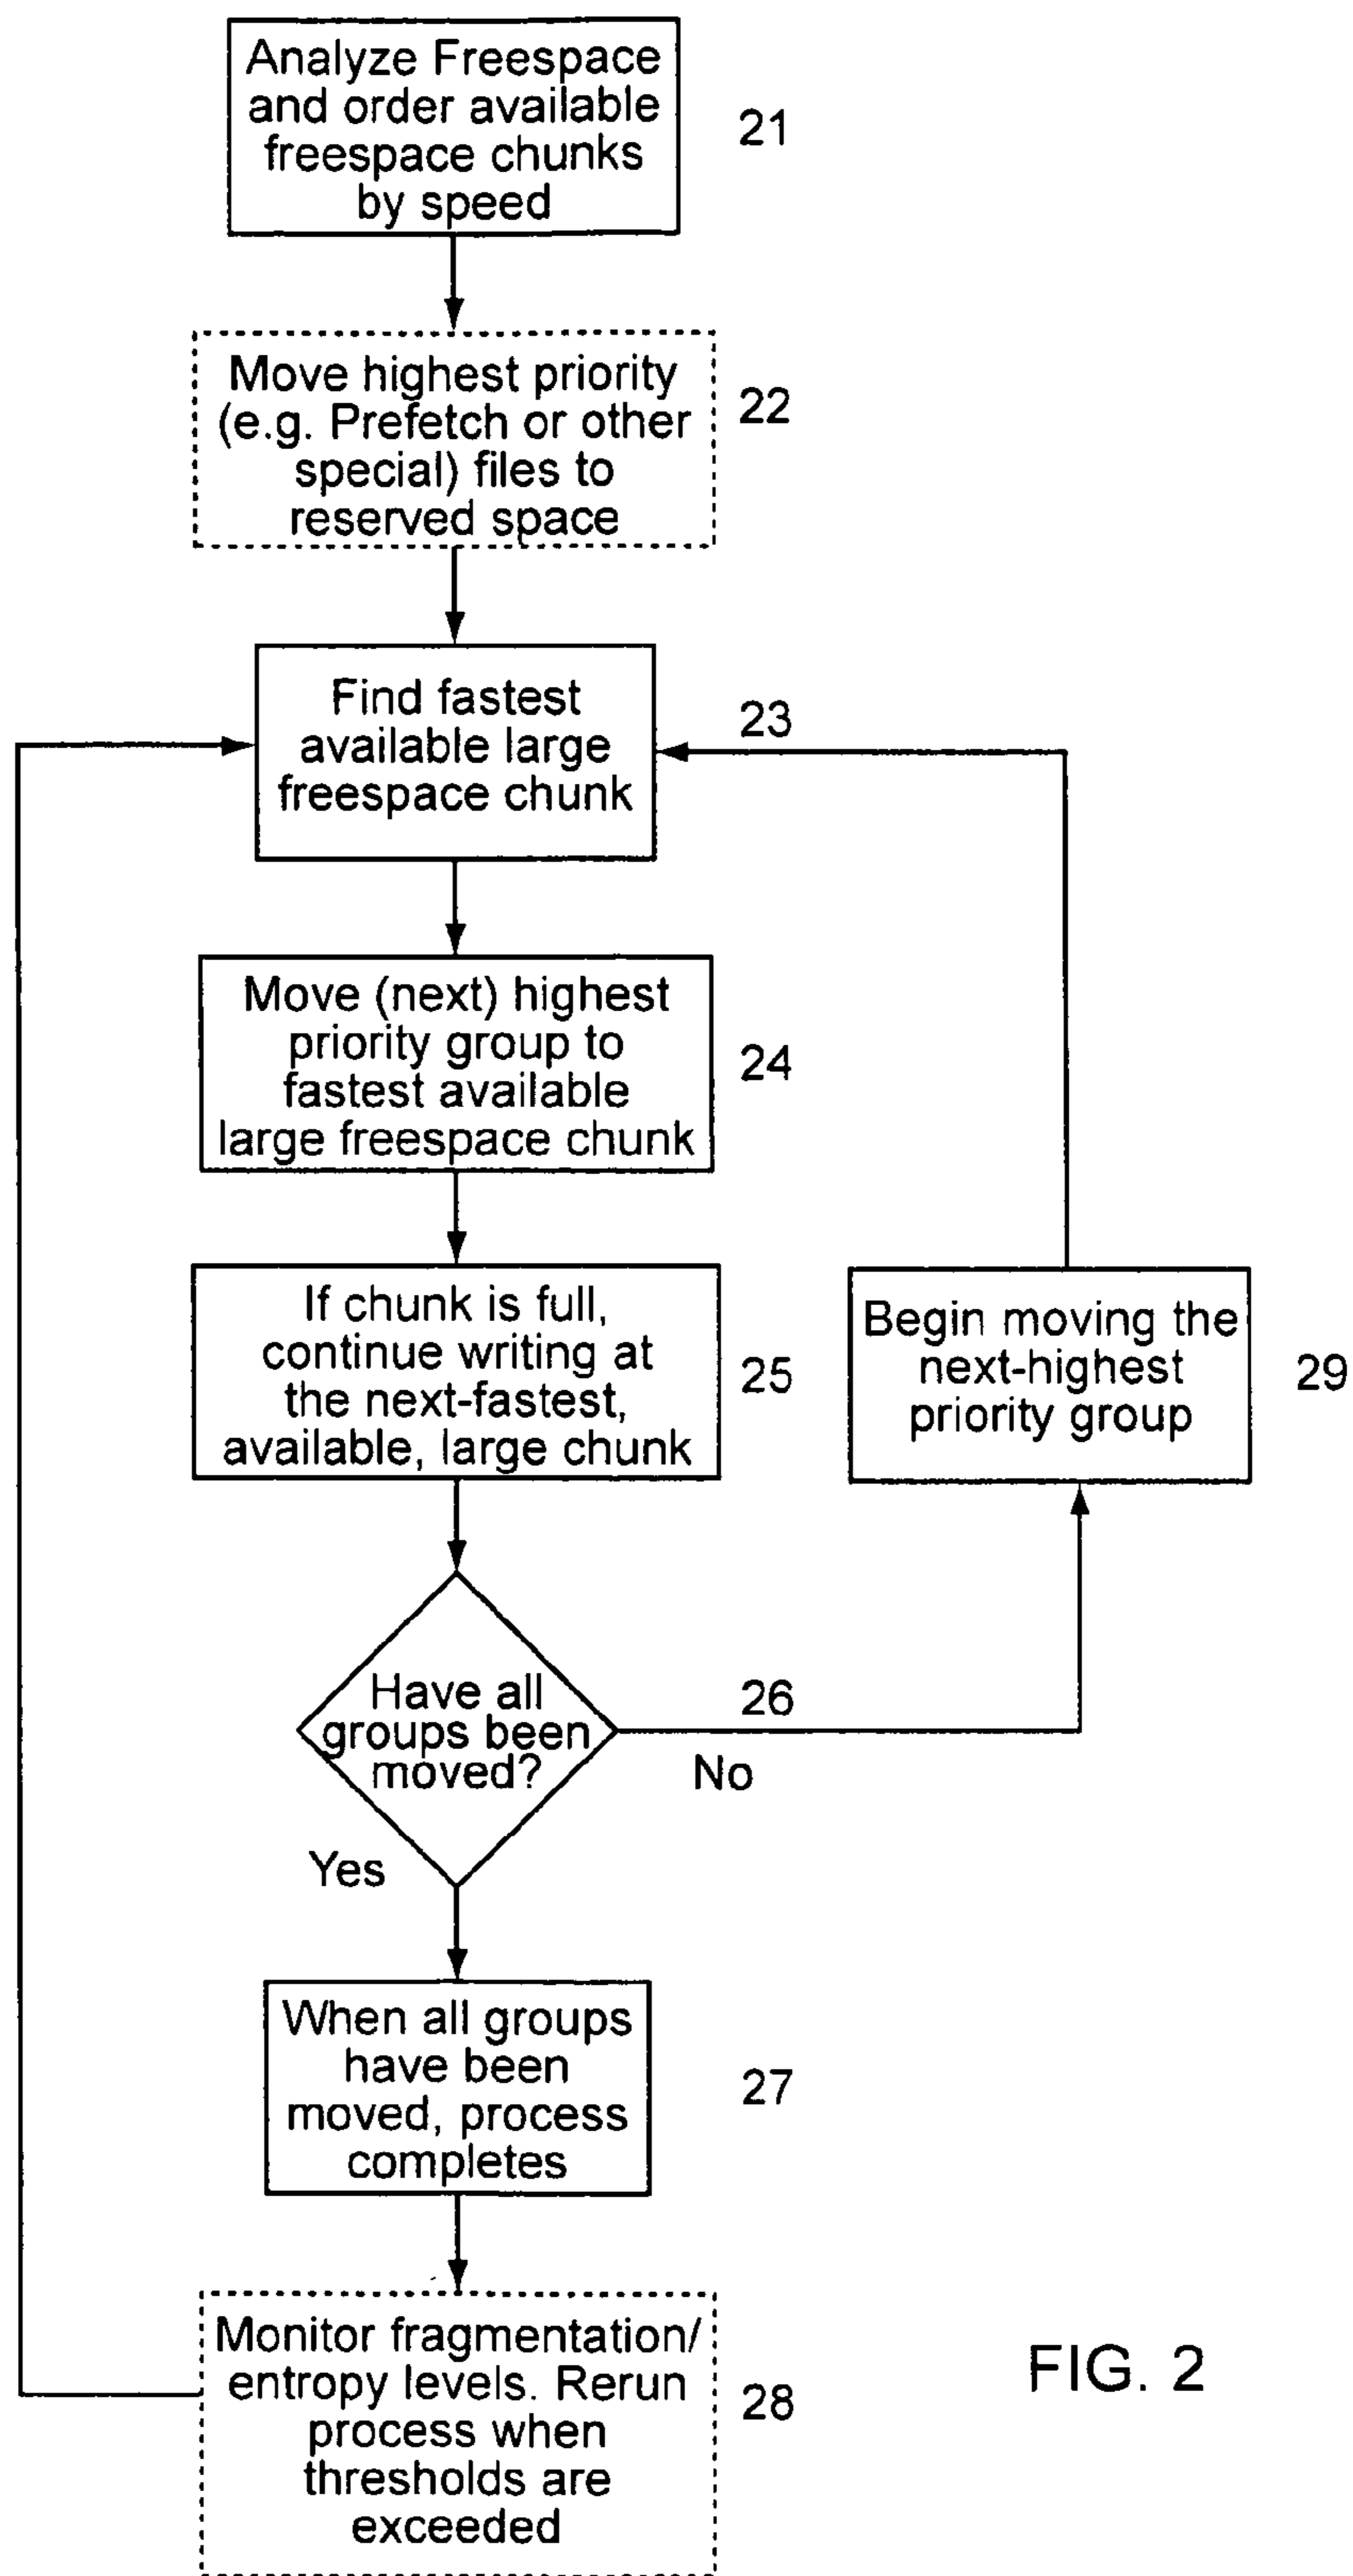 Analyze Freespace
and order available
freespace chunks
by speed
21
Move highest priority
(e.g. Prefetch or other
special) files to
reserved space
22
Find fastest
available large
freespace chunk
23
Move (next) highest
priority group to
fastest available
large freespace chunk
24
If chunk is full,
continue writing at
the next-fastest,
available, large chunk
25
Begin moving the
next-highest
priority group
29
Have all
groups been
moved?
26
No
Yes
When all groups
have been
moved, process
completes
27
Monitor fragmentation/
entropy levels. Rerun
process when
thresholds are
exceeded
28
FIG. 2